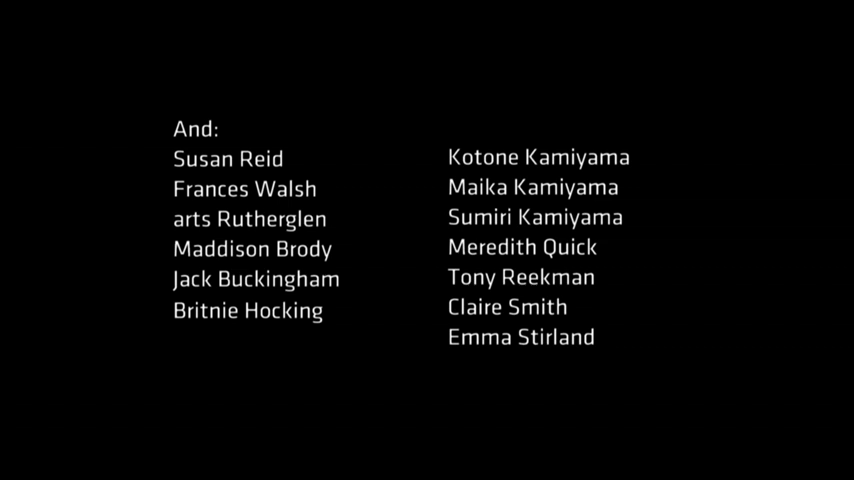 And:
Susan Reid
Frances Walsh
arts Rutherglen
Maddison Brody
Jack Buckingham
Britnie Hocking
Kotone Kamiyama
Maika Kamiyama
Sumiri Kamiyama
Meredith Quick
Tony Reekman
Claire Smith
Emma Stirland